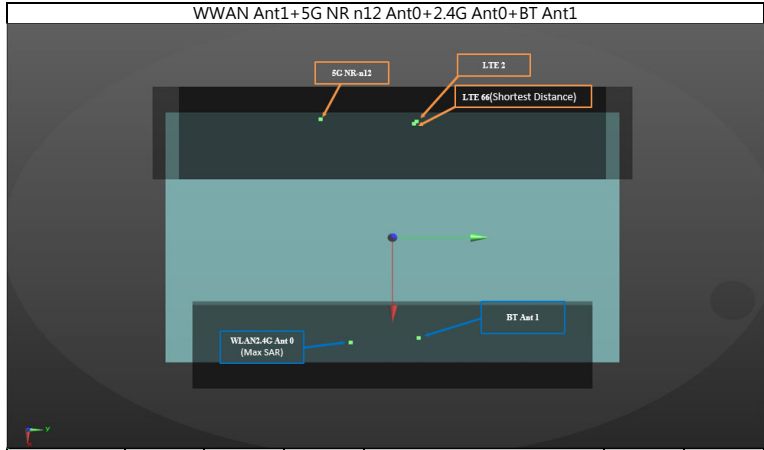 WWAN Ant1+5G NR n12 Ant0+2.4G Ant0+BT Ant1
LTE 2
5G NR-n12
LTE 66(Shortest Distance)
BT Ant 1
WLAN2.4G Ant 0
(Max SAR)
Y